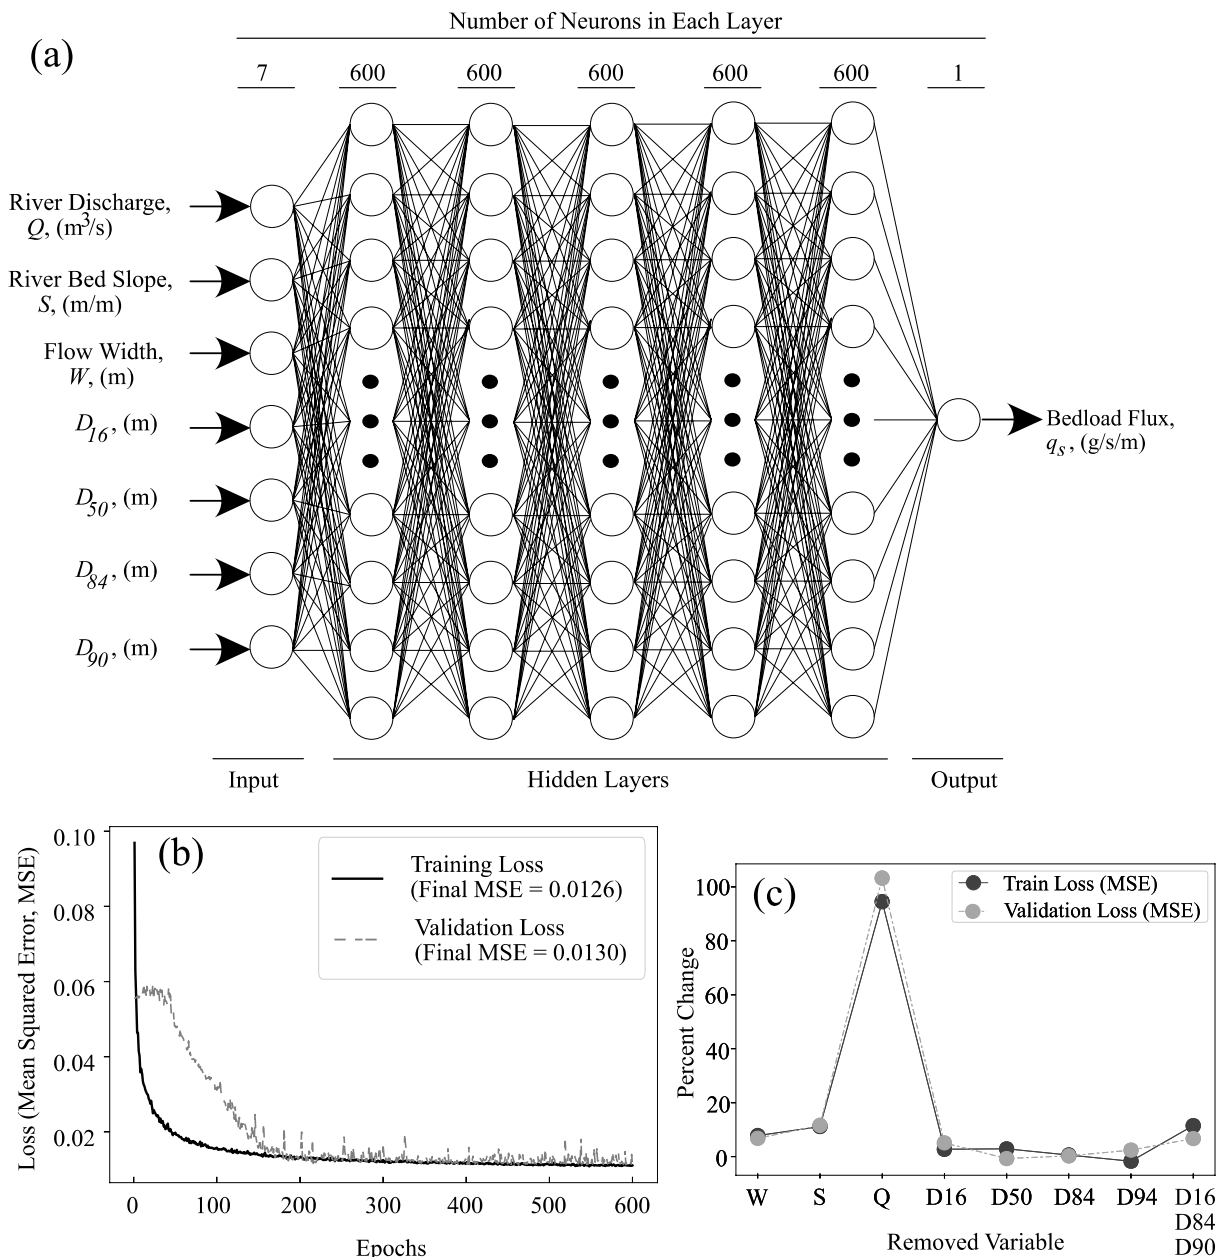 Number of Neurons in Each Layer
(a)
7 600 600 600 600 600 1
River Discharge,
Q, (m³/s)
River Bed Slope,
S, (m/m)
Flow Width,
W, (m)
D16, (m)
D50, (m)
D84, (m)
D90, (m)
Bedload Flux,
qs, (g/s/m)
Input Hidden Layers Output
(b)
Loss (Mean Squared Error, MSE)
0.10
0.08
0.06
0.04
0.02
Training Loss
(Final MSE = 0.0126)
Validation Loss
(Final MSE = 0.0130)
0 100 200 300 400 500 600
Epochs
(c)
Percent Change
100
80
60
40
20
0
Train Loss (MSE)
Validation Loss (MSE)
W S Q D16 D50 D84 D94 D16
D84
D90
Removed Variable